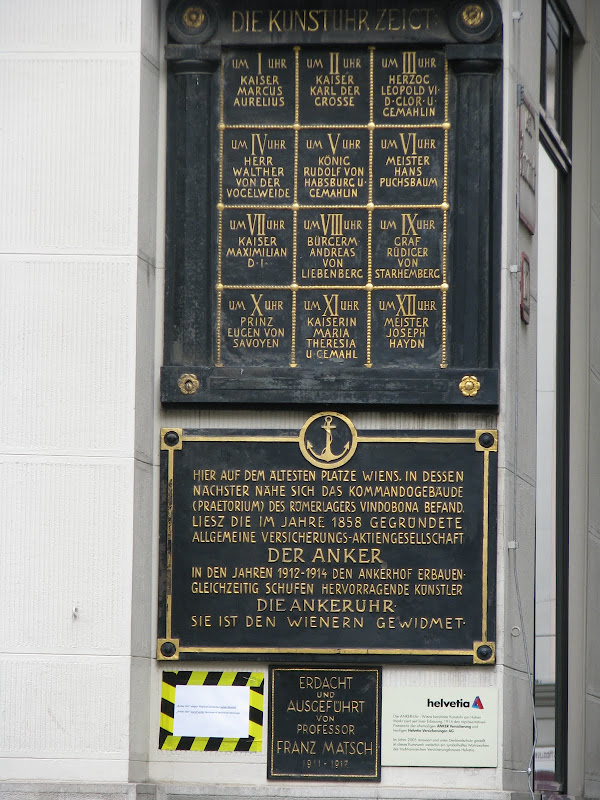 DIE KUNSTUHR ZEIGT:
UM I UHR
KAISER
MARCUS
AURELIUS
UM II UHR
KAISER
KARL DER
GROSSE
UM III UHR
HERZOG
LEOPOLD VI·
D·GLOR·U·
GEMAHLIN
UM IV UHR
HERR
WALTHER
VON DER
VOGELWEIDE
UM V UHR
KÖNIG
RUDOLF VON
HABSBURG U·
GEMAHLIN
UM VI UHR
MEISTER
HANS
PUCHSBAUM
UM VII UHR
KAISER
MAXIMILIAN
D·I·
UM VIII UHR
BÜRGERM·
ANDREAS
VON
LIEBENBERG
UM IX UHR
GRAF
RÜDIGER
VON
STARHEMBERG
UM X UHR
PRINZ
EUGEN VON
SAVOYEN
UM XI UHR
KAISERIN
MARIA
THERESIA
U·GEMAHL
UM XII UHR
MEISTER
JOSEPH
HAYDN
HIER AUF DEM ÄLTESTEN PLATZE WIENS, IN DESSEN
NÄCHSTER NÄHE SICH DAS KOMMANDOGEBÄUDE
(PRAETORIUM) DES RÖMERLAGERS VINDOBONA BEFAND,
LIESZ DIE IM JAHRE 1858 GEGRÜNDETE
ALLGEMEINE VERSICHERUNGS-AKTIENGESELLSCHAFT
DER ANKER
IN DEN JAHREN 1912-1914 DEN ANKERHOF ERBAUEN·
GLEICHZEITIG SCHUFEN HERVORRAGENDE KÜNSTLER
DIE ANKERUHR·
SIE IST DEN WIENERN GEWIDMET·
ERDACHT
UND
AUSGEFÜHRT
VON
PROFESSOR
FRANZ MATSCH
1911-1917
helvetia